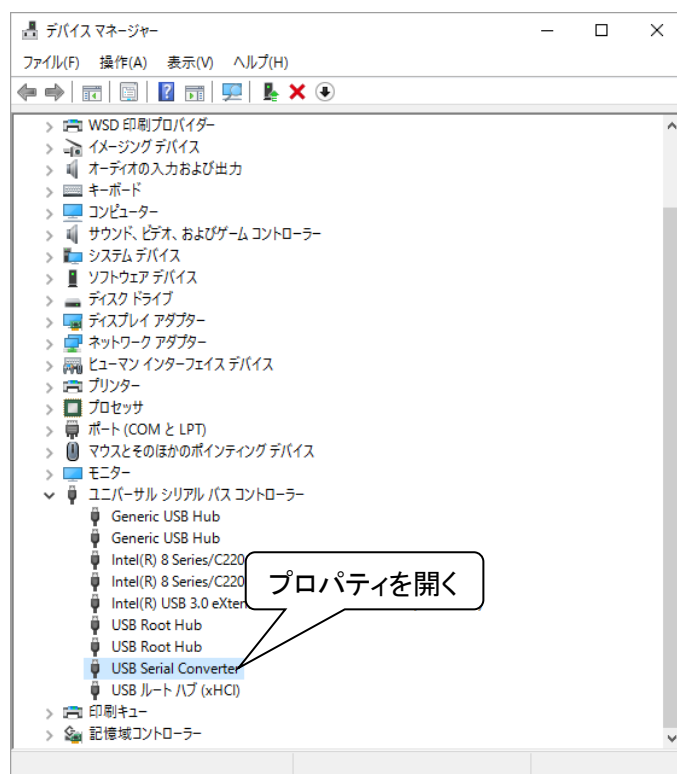 デバイス マネージャー
ファイル(F) 操作(A) 表示(V) ヘルプ(H)
WSD 印刷プロバイダー
イメージング デバイス
オーディオの入力および出力
キーボード
コンピューター
サウンド、ビデオ、およびゲーム コントローラー
システム デバイス
ソフトウェア デバイス
ディスク ドライブ
ディスプレイ アダプター
ネットワーク アダプター
ヒューマン インターフェイス デバイス
プリンター
プロセッサ
ポート (COM と LPT)
マウスとそのほかのポインティング デバイス
モニター
ユニバーサル シリアル バス コントローラー
Generic USB Hub
Generic USB Hub
Intel(R) 8 Series/C220
Intel(R) 8 Series/C220
プロパティを開く
Intel(R) USB 3.0
USB Root Hub
USB Root Hub
USB Serial Converter
USB ルート ハブ (xHCI)
印刷キュー
記憶域コントローラー